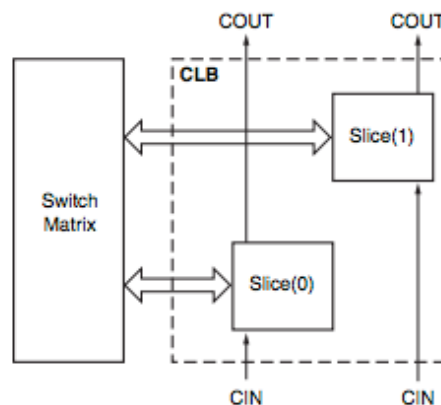 COUT
COUT
CLB
Slice(1)
Switch
Matrix
Slice(0)
CIN
CIN